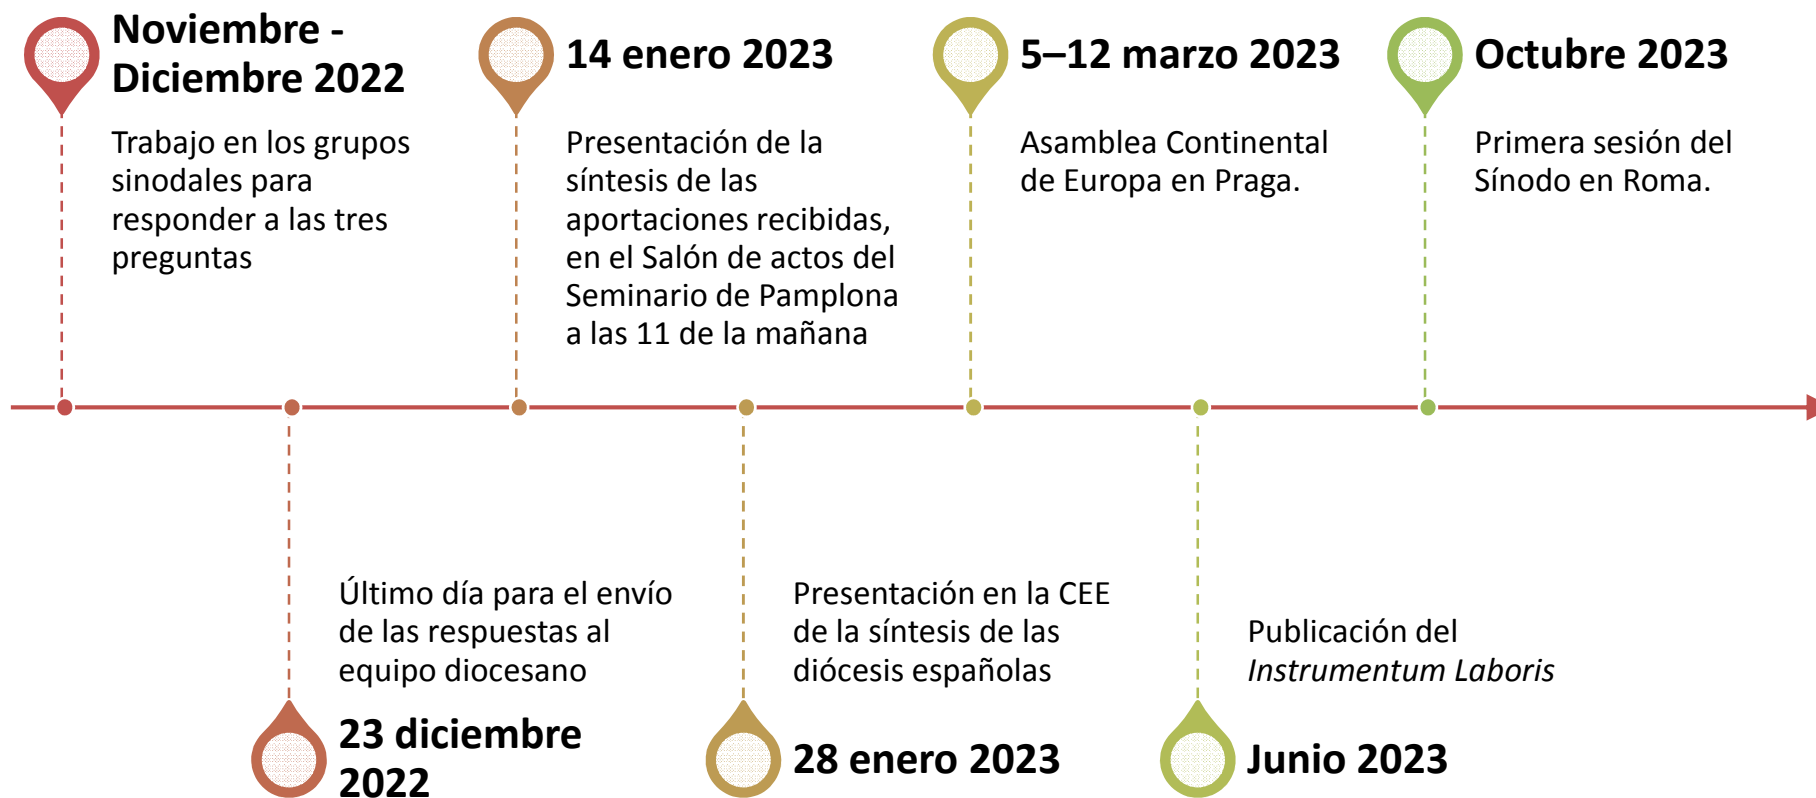 Noviembre -
Diciembre 2022
Trabajo en los grupos
sinodales para
responder a las tres
preguntas
14 enero 2023
Presentación de la
síntesis de las
aportaciones recibidas,
en el Salón de actos del
Seminario de Pamplona
a las 11 de la mañana
5–12 marzo 2023
Asamblea Continental
de Europa en Praga.
Octubre 2023
Primera sesión del
Sínodo en Roma.
Último día para el envío
de las respuestas al
equipo diocesano
23 diciembre
2022
Presentación en la CEE
de la síntesis de las
diócesis españolas
28 enero 2023
Publicación del
Instrumentum Laboris
Junio 2023